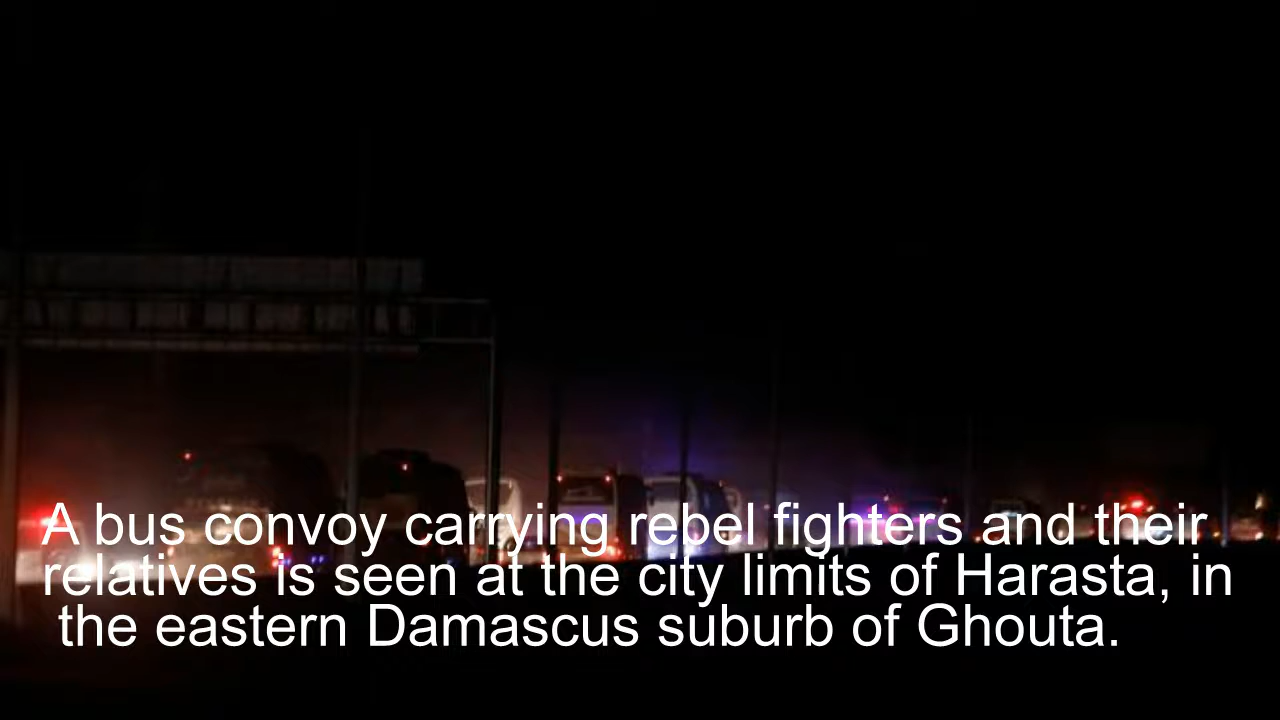 A bus convoy carrying rebel fighters and their
relatives is seen at the city limits of Harasta, in
the eastern Damascus suburb of Ghouta.